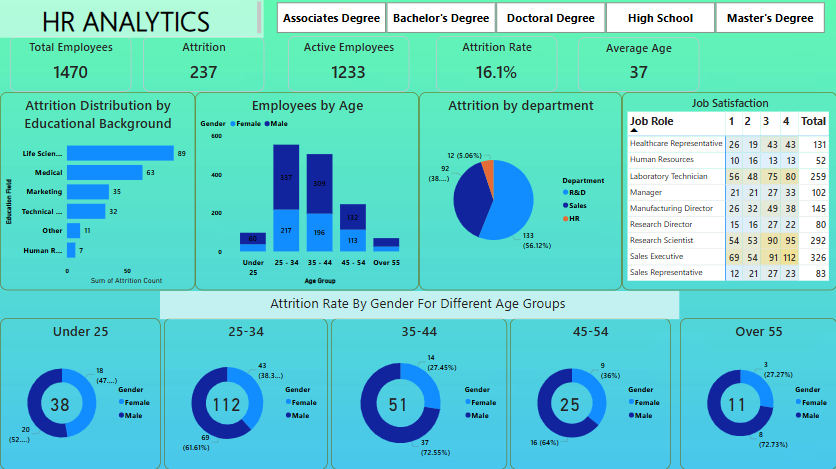 HR ANALYTICS
Associates Degree
Bachelor's Degree
Doctoral Degree
High School
Master's Degree
Total Employees
1470
Attrition
237
Active Employees
1233
Attrition Rate
16.1%
Average Age
37
Attrition Distribution by
Educational Background
Education Field
Life Scien... 89
Medical 63
Marketing 35
Technical ... 32
Other 11
Human R... 7
0 50
Sum of Attrition Count
Employees by Age
Gender Female Male
600
400
200
0
337
217
309
196
132
113
60
Under 25
25 - 34
35 - 44
45 - 54
Over 55
Age Group
Attrition by department
12 (5.06%)
92
(38....)
133
(56.12%)
Department
R&D
Sales
HR
Job Satisfaction
Job Role 1 2 3 4 Total
Healthcare Representative 26 19 43 43 131
Human Resources 10 16 13 13 52
Laboratory Technician 56 48 75 80 259
Manager 21 21 27 33 102
Manufacturing Director 26 32 49 38 145
Research Director 15 16 27 22 80
Research Scientist 54 53 90 95 292
Sales Executive 69 54 91 112 326
Sales Representative 12 21 27 23 83
Attrition Rate By Gender For Different Age Groups
Under 25
18
(47....)
38
20
(52....)
Gender
Female
Male
25-34
43
(38.3...)
112
69
(61.61%)
Gender
Female
Male
35-44
14
(27.45%)
51
37
(72.55%)
Gender
Female
Male
45-54
9
(36%)
25
16 (64%)
Gender
Female
Male
Over 55
3
(27.27%)
11
8
(72.73%)
Gender
Female
Male